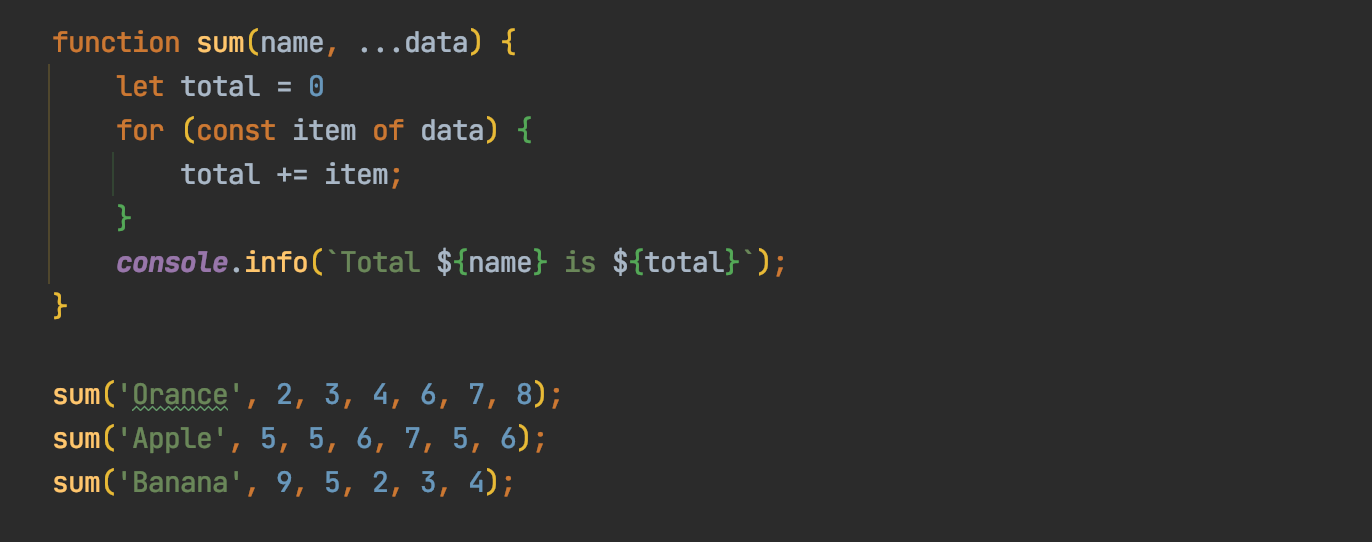 function sum(name, ...data) {
    let total = 0
    for (const item of data) {
        total += item;
    }
    console.info(`Total ${name} is ${total}`);
}

sum('Orance', 2, 3, 4, 6, 7, 8);
sum('Apple', 5, 5, 6, 7, 5, 6);
sum('Banana', 9, 5, 2, 3, 4);